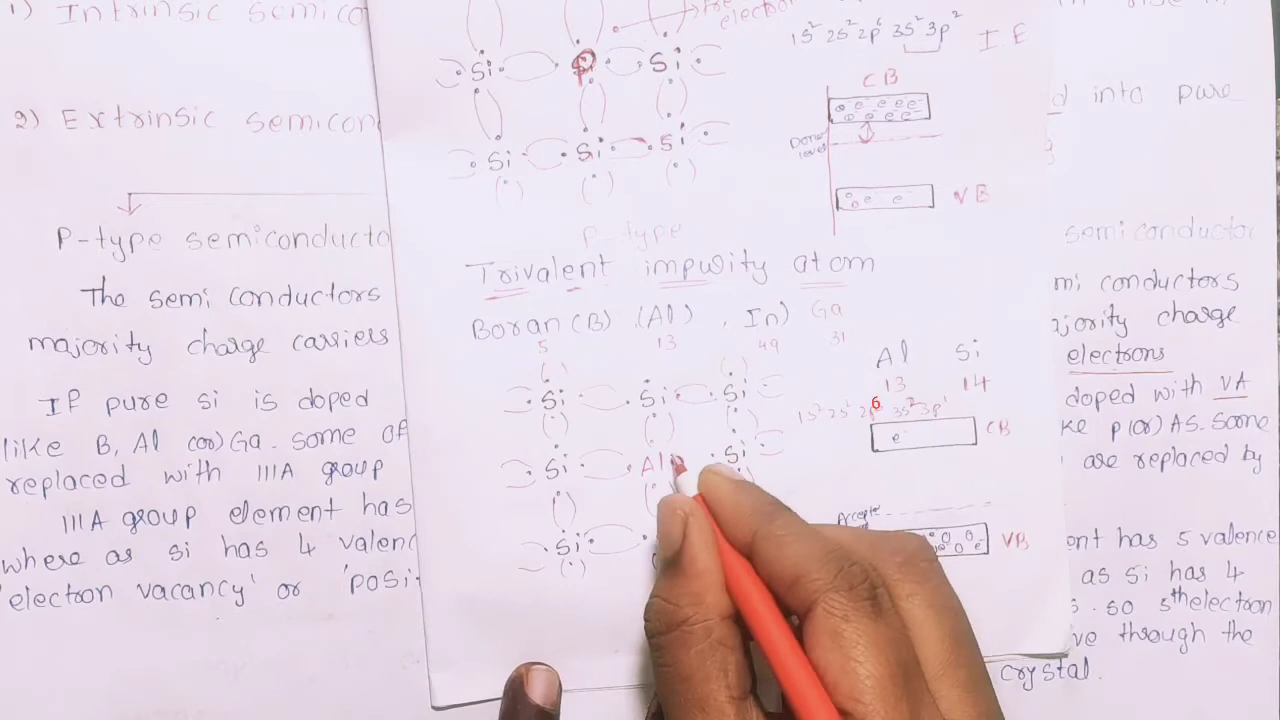 1) Intrinsic semico
2) Extrinsic semicon
P-type semiconducto
The semi conductors
majority charge carriers
If pure si is doped
like B, Al (or) Ga. some of
replaced with IIIA group
IIIA group element has
where as si has 4 valenc
'electron vacancy' or 'posi-
electron
Si Si
Si Si Si
1s² 2s² 2p⁶ 3s² 3p² I.E
CB
e⁻ e⁻ e⁻ e⁻
e⁻ e⁻ e⁻
Donor
level
e e⁻
VB
P-type
Trivalent impurity atom
Boran (B) , (Al) , In) Ga
5 13 49 31
Al Si
13 14
1s² 2s² 2p⁶ 3s² 3p¹
Si Si Si
Si Al Si
Si
e⁻
CB
Accepte
e
VB
d into pure
semiconductor
mi conductors
ajority charge
electrons
doped with VA
ke P(or) AS. Some
are replaced by
ent has 5 valence
as Si has 4
s. so 5th electron
ve through the
crystal.